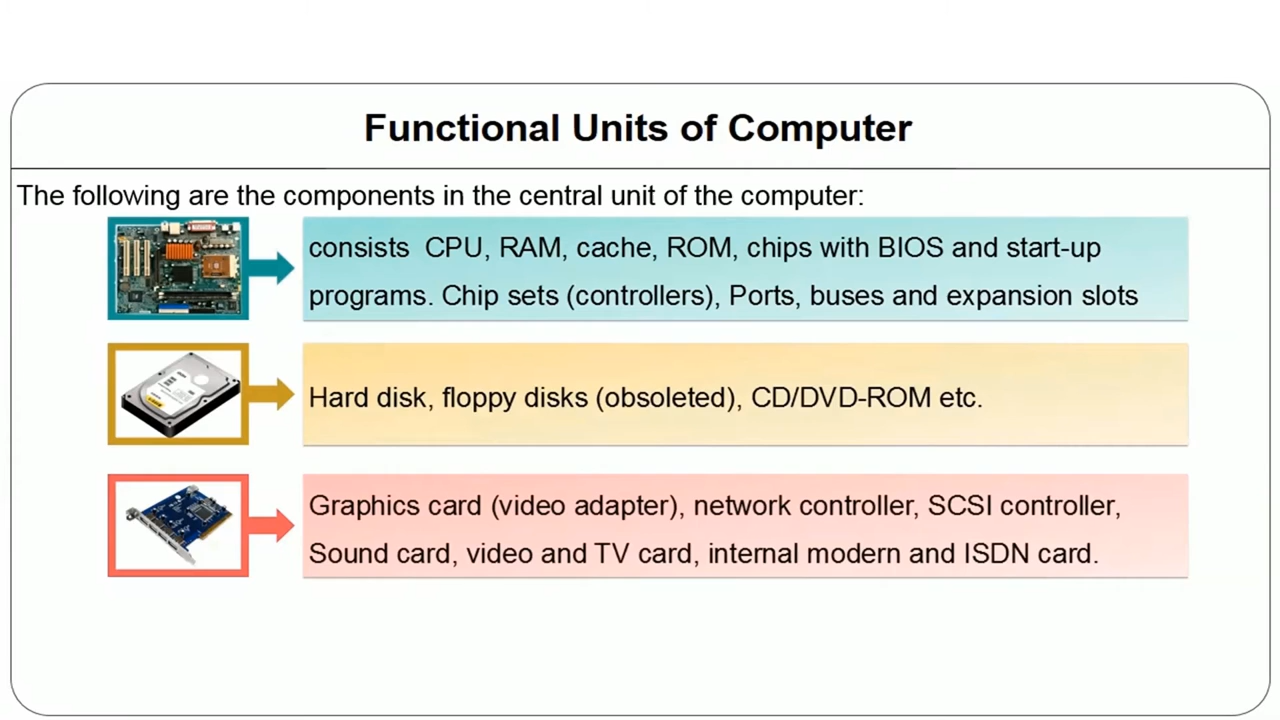 Functional Units of Computer
The following are the components in the central unit of the computer:
consists CPU, RAM, cache, ROM, chips with BIOS and start-up
programs. Chip sets (controllers), Ports, buses and expansion slots
Hard disk, floppy disks (obsoleted), CD/DVD-ROM etc.
Graphics card (video adapter), network controller, SCSI controller,
Sound card, video and TV card, internal modern and ISDN card.